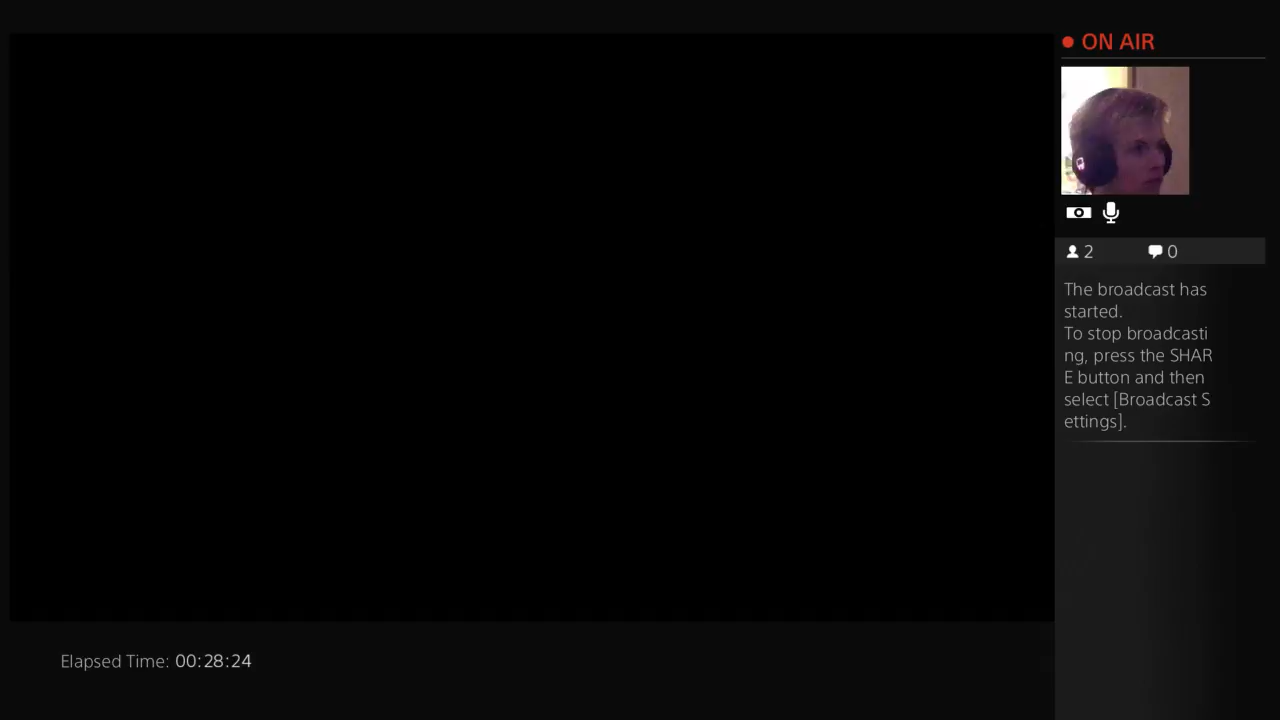 ON AIR
2 0
The broadcast has
started.
To stop broadcasti
ng, press the SHAR
E button and then
select [Broadcast S
ettings].
Elapsed Time: 00:28:24